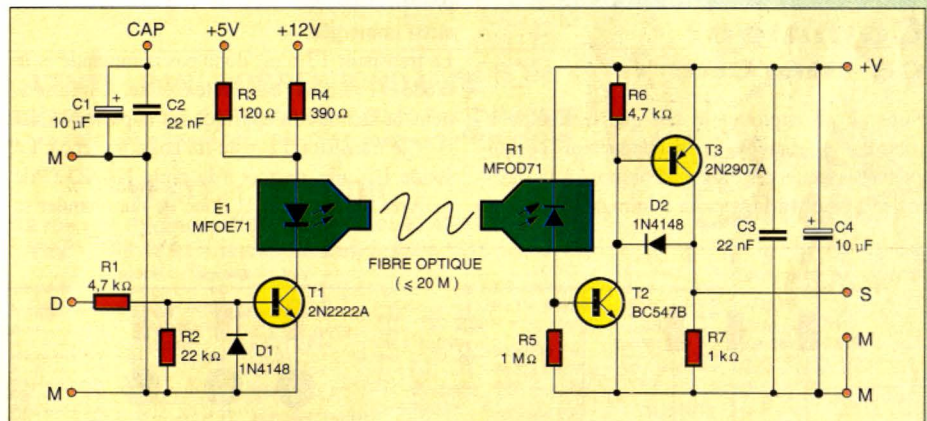 CAP
+5V
+12V
+V
C1
10 µF
+
C2
22 nF
M
R3
120 Ω
R4
390 Ω
E1
MFOE71
R1
4,7 kΩ
D
R2
22 kΩ
D1
1N4148
T1
2N2222A
M
FIBRE OPTIQUE
( ⩽ 20 M )
R1
MFOD71
R6
4,7 kΩ
T3
2N2907A
D2
1N4148
C3
22 nF
+
C4
10 µF
T2
BC547B
R5
1 MΩ
R7
1 kΩ
S
M
M